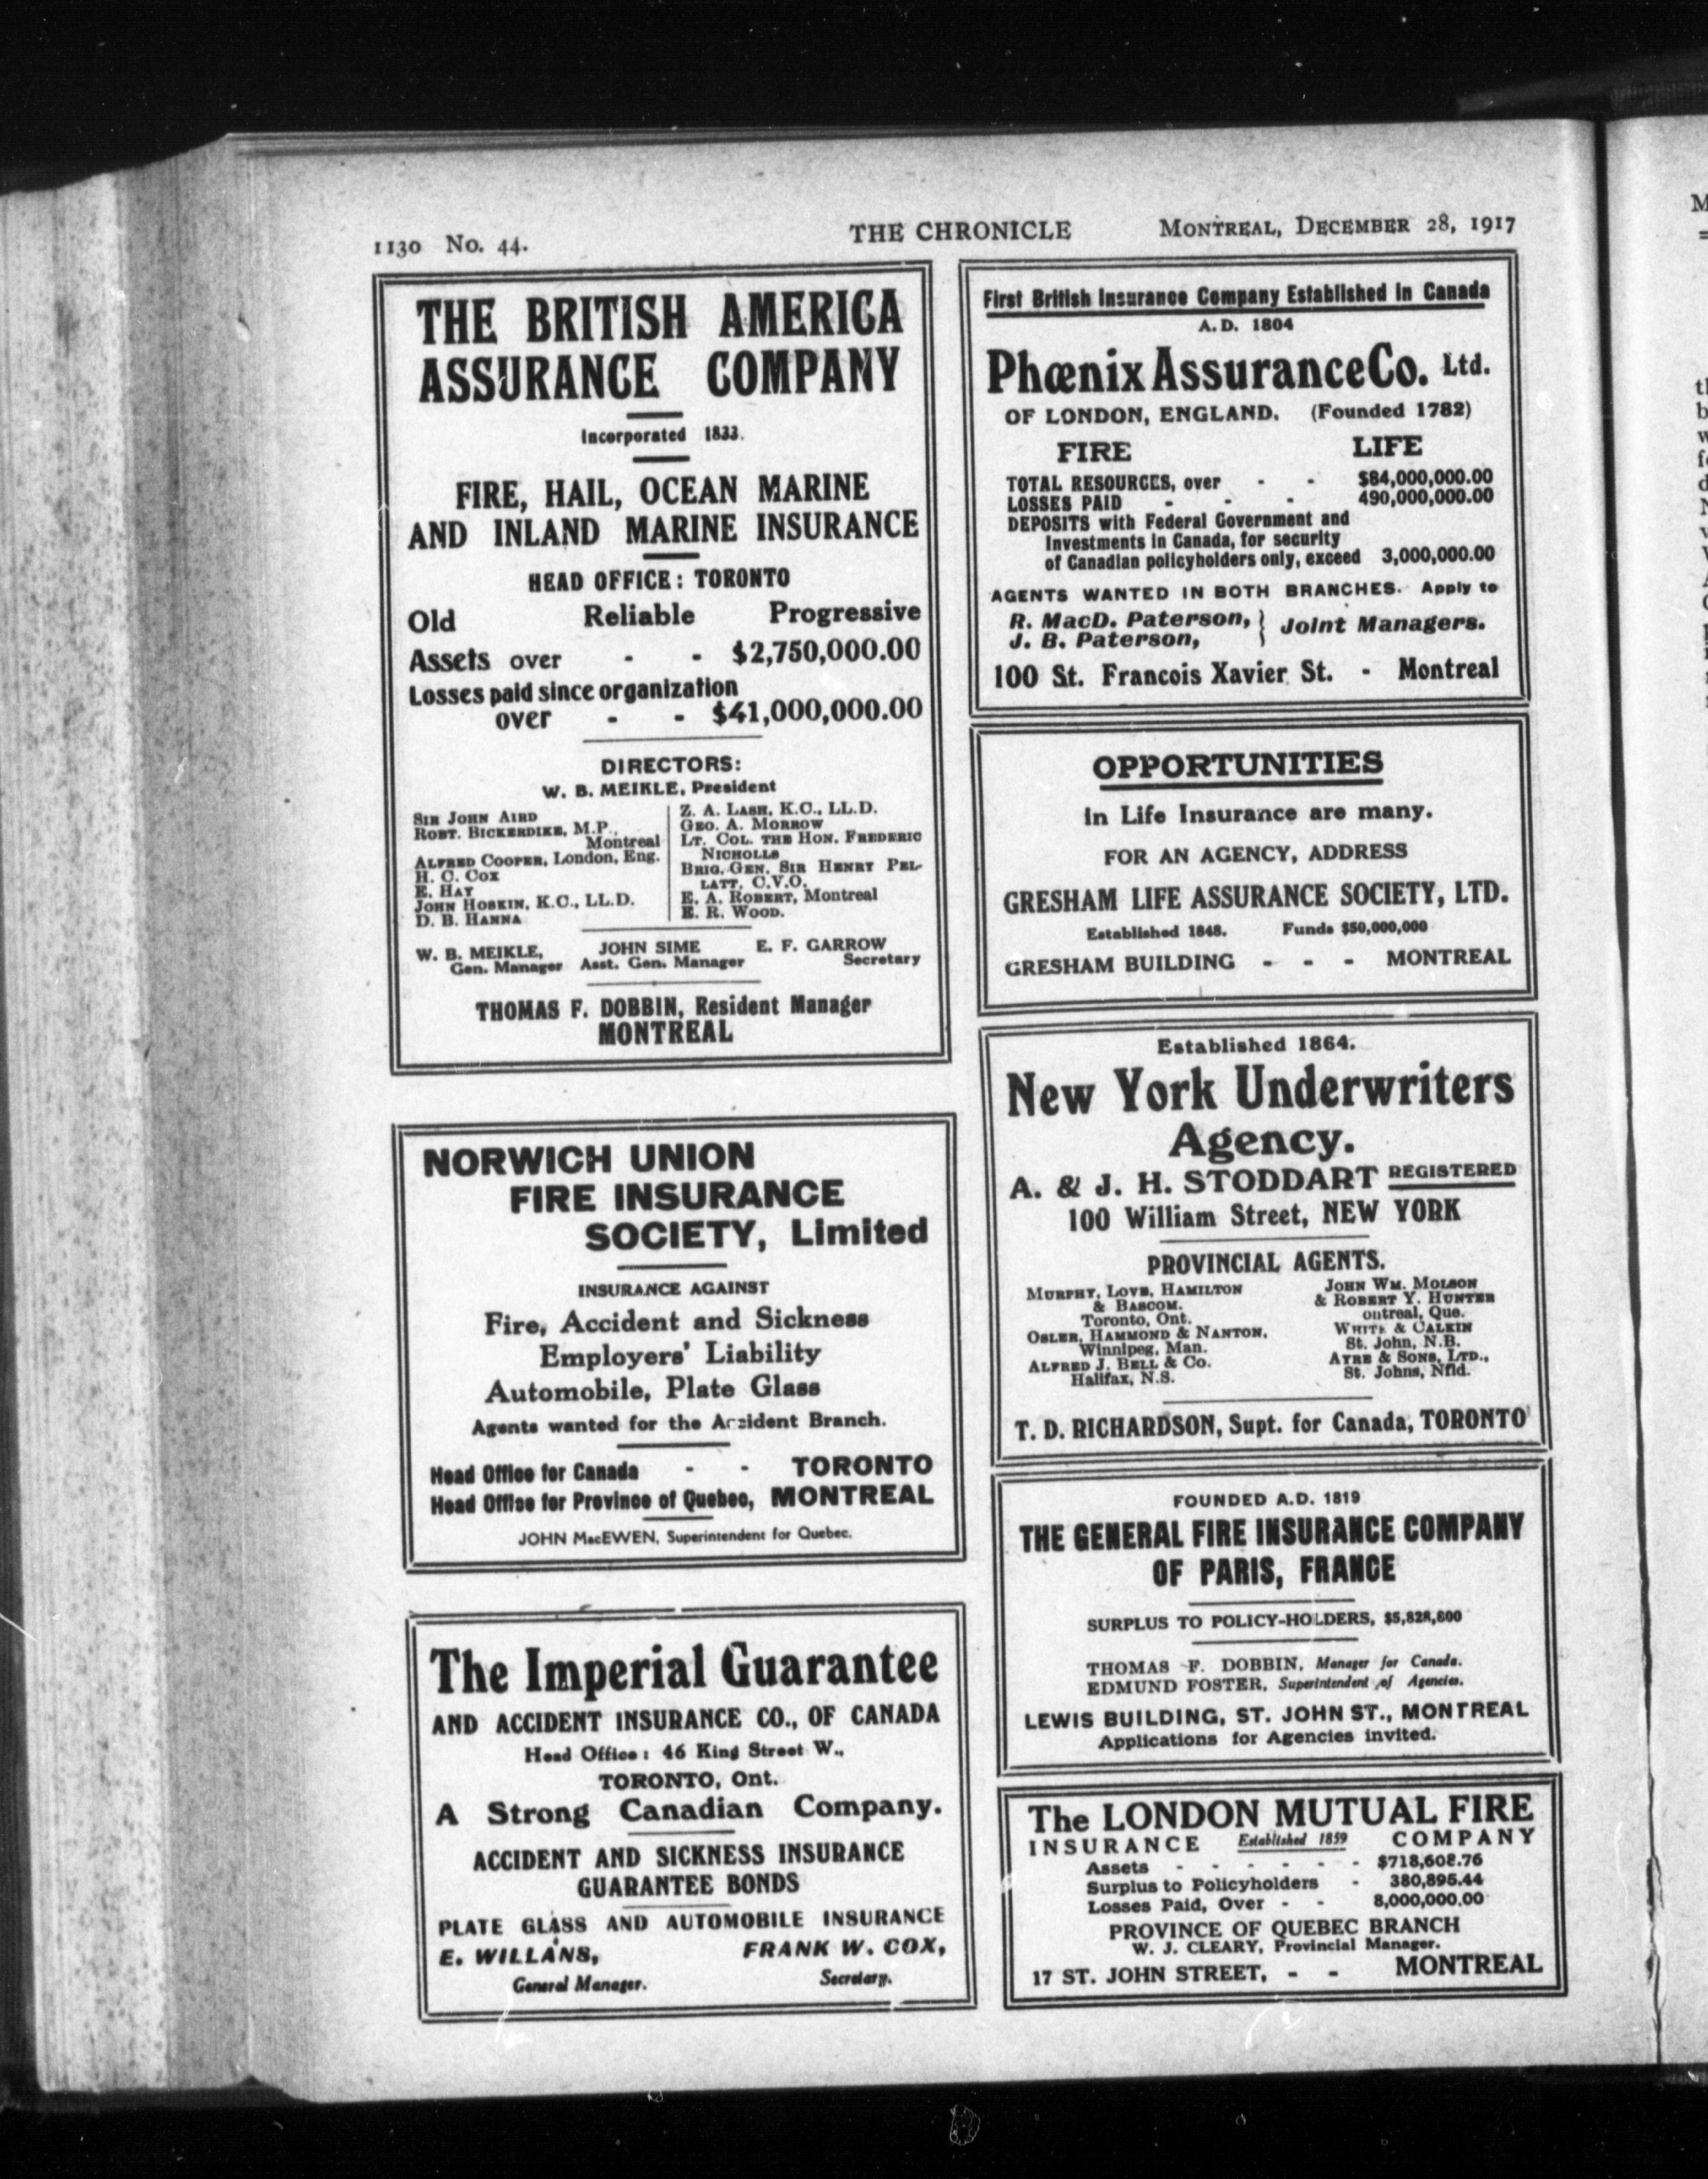 1130 No. 44.
THE CHRONICLE
MONTREAL, DECEMBER 28, 1917
THE BRITISH AMERICA
ASSURANCE COMPANY
Incorporated 1833.
FIRE, HAIL, OCEAN MARINE
AND INLAND MARINE INSURANCE
HEAD OFFICE: TORONTO
Old Reliable Progressive
Assets over - - $2,750,000.00
Losses paid since organization
over - - $41,000,000.00
DIRECTORS:
W. B. MEIKLE, President
SIR JOHN AIRD
ROBT. BICKERDIKE, M.P.,
Montreal
ALFRED COOPER, London, Eng.
H. C. COX
E. HAY
JOHN HOSKIN, K.C., LL.D.
D. B. HANNA
Z. A. LASH, K.C., LL.D.
GEO. A. MORROW
LT. COL. THE HON. FREDERIC
NICHOLLS
BRIG.-GEN. SIR HENRY PEL-
LATT, C.V.O.
E. A. ROBERT, Montreal
E. R. WOOD.
W. B. MEIKLE, JOHN SIME E. F. GARROW
Gen. Manager Asst. Gen. Manager Secretary
THOMAS F. DOBBIN, Resident Manager
MONTREAL
NORWICH UNION
FIRE INSURANCE
SOCIETY, Limited
INSURANCE AGAINST
Fire, Accident and Sickness
Employers' Liability
Automobile, Plate Glass
Agents wanted for the Accident Branch.
Head Office for Canada - - TORONTO
Head Office for Province of Quebec, MONTREAL
JOHN MacEWEN, Superintendent for Quebec.
The Imperial Guarantee
AND ACCIDENT INSURANCE CO., OF CANADA
Head Office: 46 King Street W.,
TORONTO, Ont.
A Strong Canadian Company.
ACCIDENT AND SICKNESS INSURANCE
GUARANTEE BONDS
PLATE GLASS AND AUTOMOBILE INSURANCE
E. WILLANS, FRANK W. COX,
General Manager. Secretary.
First British Insurance Company Established in Canada
A.D. 1804
Phœnix Assurance Co. Ltd.
OF LONDON, ENGLAND. (Founded 1782)
FIRE LIFE
TOTAL RESOURCES, over - - $84,000,000.00
LOSSES PAID - - - 490,000,000.00
DEPOSITS with Federal Government and
Investments in Canada, for security
of Canadian policyholders only, exceed 3,000,000.00
AGENTS WANTED IN BOTH BRANCHES. Apply to
R. MacD. Paterson, } Joint Managers.
J. B. Paterson,
100 St. Francois Xavier St. - Montreal
OPPORTUNITIES
in Life Insurance are many.
FOR AN AGENCY, ADDRESS
GRESHAM LIFE ASSURANCE SOCIETY, LTD.
Established 1848. Funds $50,000,000
GRESHAM BUILDING - - - MONTREAL
Established 1864.
New York Underwriters
Agency.
A. & J. H. STODDART REGISTERED
100 William Street, NEW YORK
PROVINCIAL AGENTS.
MURPHY, LOVE, HAMILTON
& BASCOM.
Toronto, Ont.
OSLER, HAMMOND & NANTON,
Winnipeg, Man.
ALFRED J. BELL & Co.
Halifax, N.S.
JOHN WM. MOLSON
& ROBERT Y. HUNTER
ontreal, Que.
WHITE & CALKIN
St. John, N.B.
AYRE & SONS, LTD.,
St. Johns, Nfld.
T. D. RICHARDSON, Supt. for Canada, TORONTO
FOUNDED A.D. 1819
THE GENERAL FIRE INSURANCE COMPANY
OF PARIS, FRANCE
SURPLUS TO POLICY-HOLDERS, $5,828,800
THOMAS F. DOBBIN, Manager for Canada.
EDMUND FOSTER, Superintendent of Agencies.
LEWIS BUILDING, ST. JOHN ST., MONTREAL
Applications for Agencies invited.
The LONDON MUTUAL FIRE
INSURANCE Established 1859 COMPANY
Assets - - - - - - $718,608.76
Surplus to Policyholders - 380,895.44
Losses Paid, Over - - 8,000,000.00
PROVINCE OF QUEBEC BRANCH
W. J. CLEARY, Provincial Manager.
17 ST. JOHN STREET, - - MONTREAL